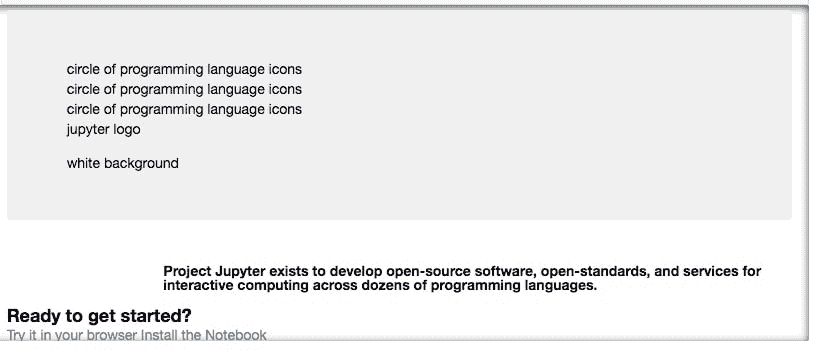 circle of programming language icons
circle of programming language icons
circle of programming language icons
jupyter logo
white background
Project Jupyter exists to develop open-source software, open-standards, and services for
interactive computing across dozens of programming languages.
Ready to get started?
Try it in your browser Install the Notebook